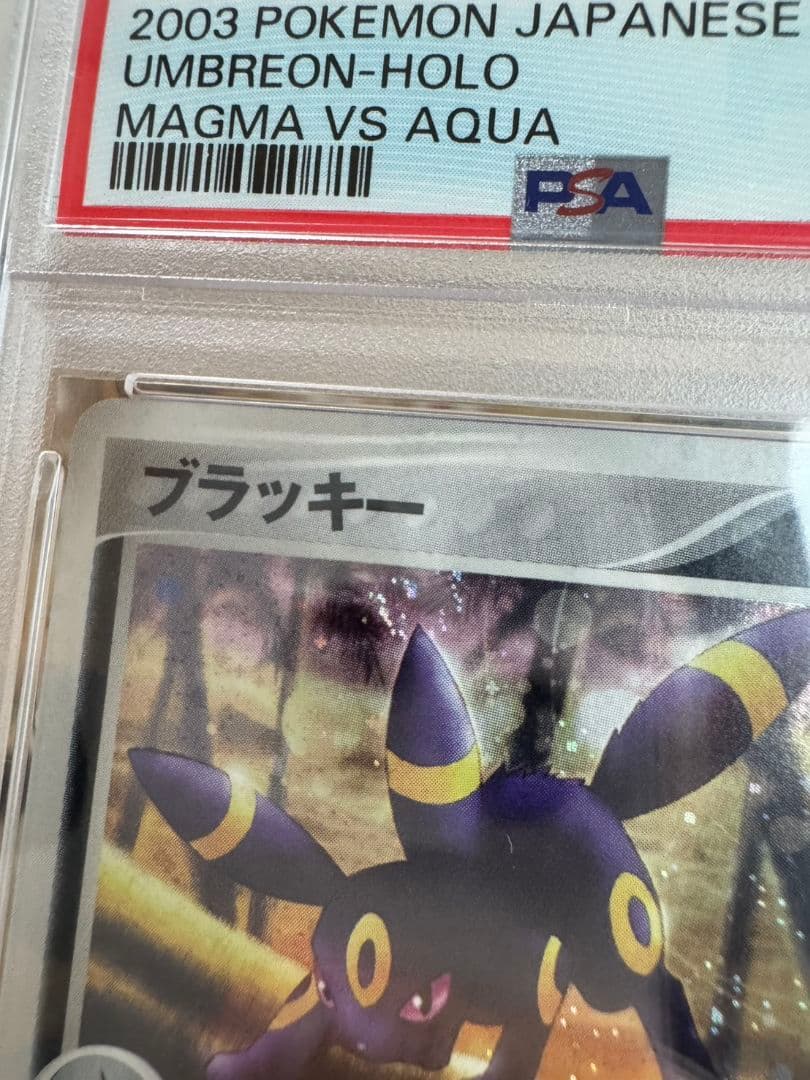 2003 POKEMON JAPANESE
UMBREON-HOLO
MAGMA VS AQUA
PSA
ブラッキー